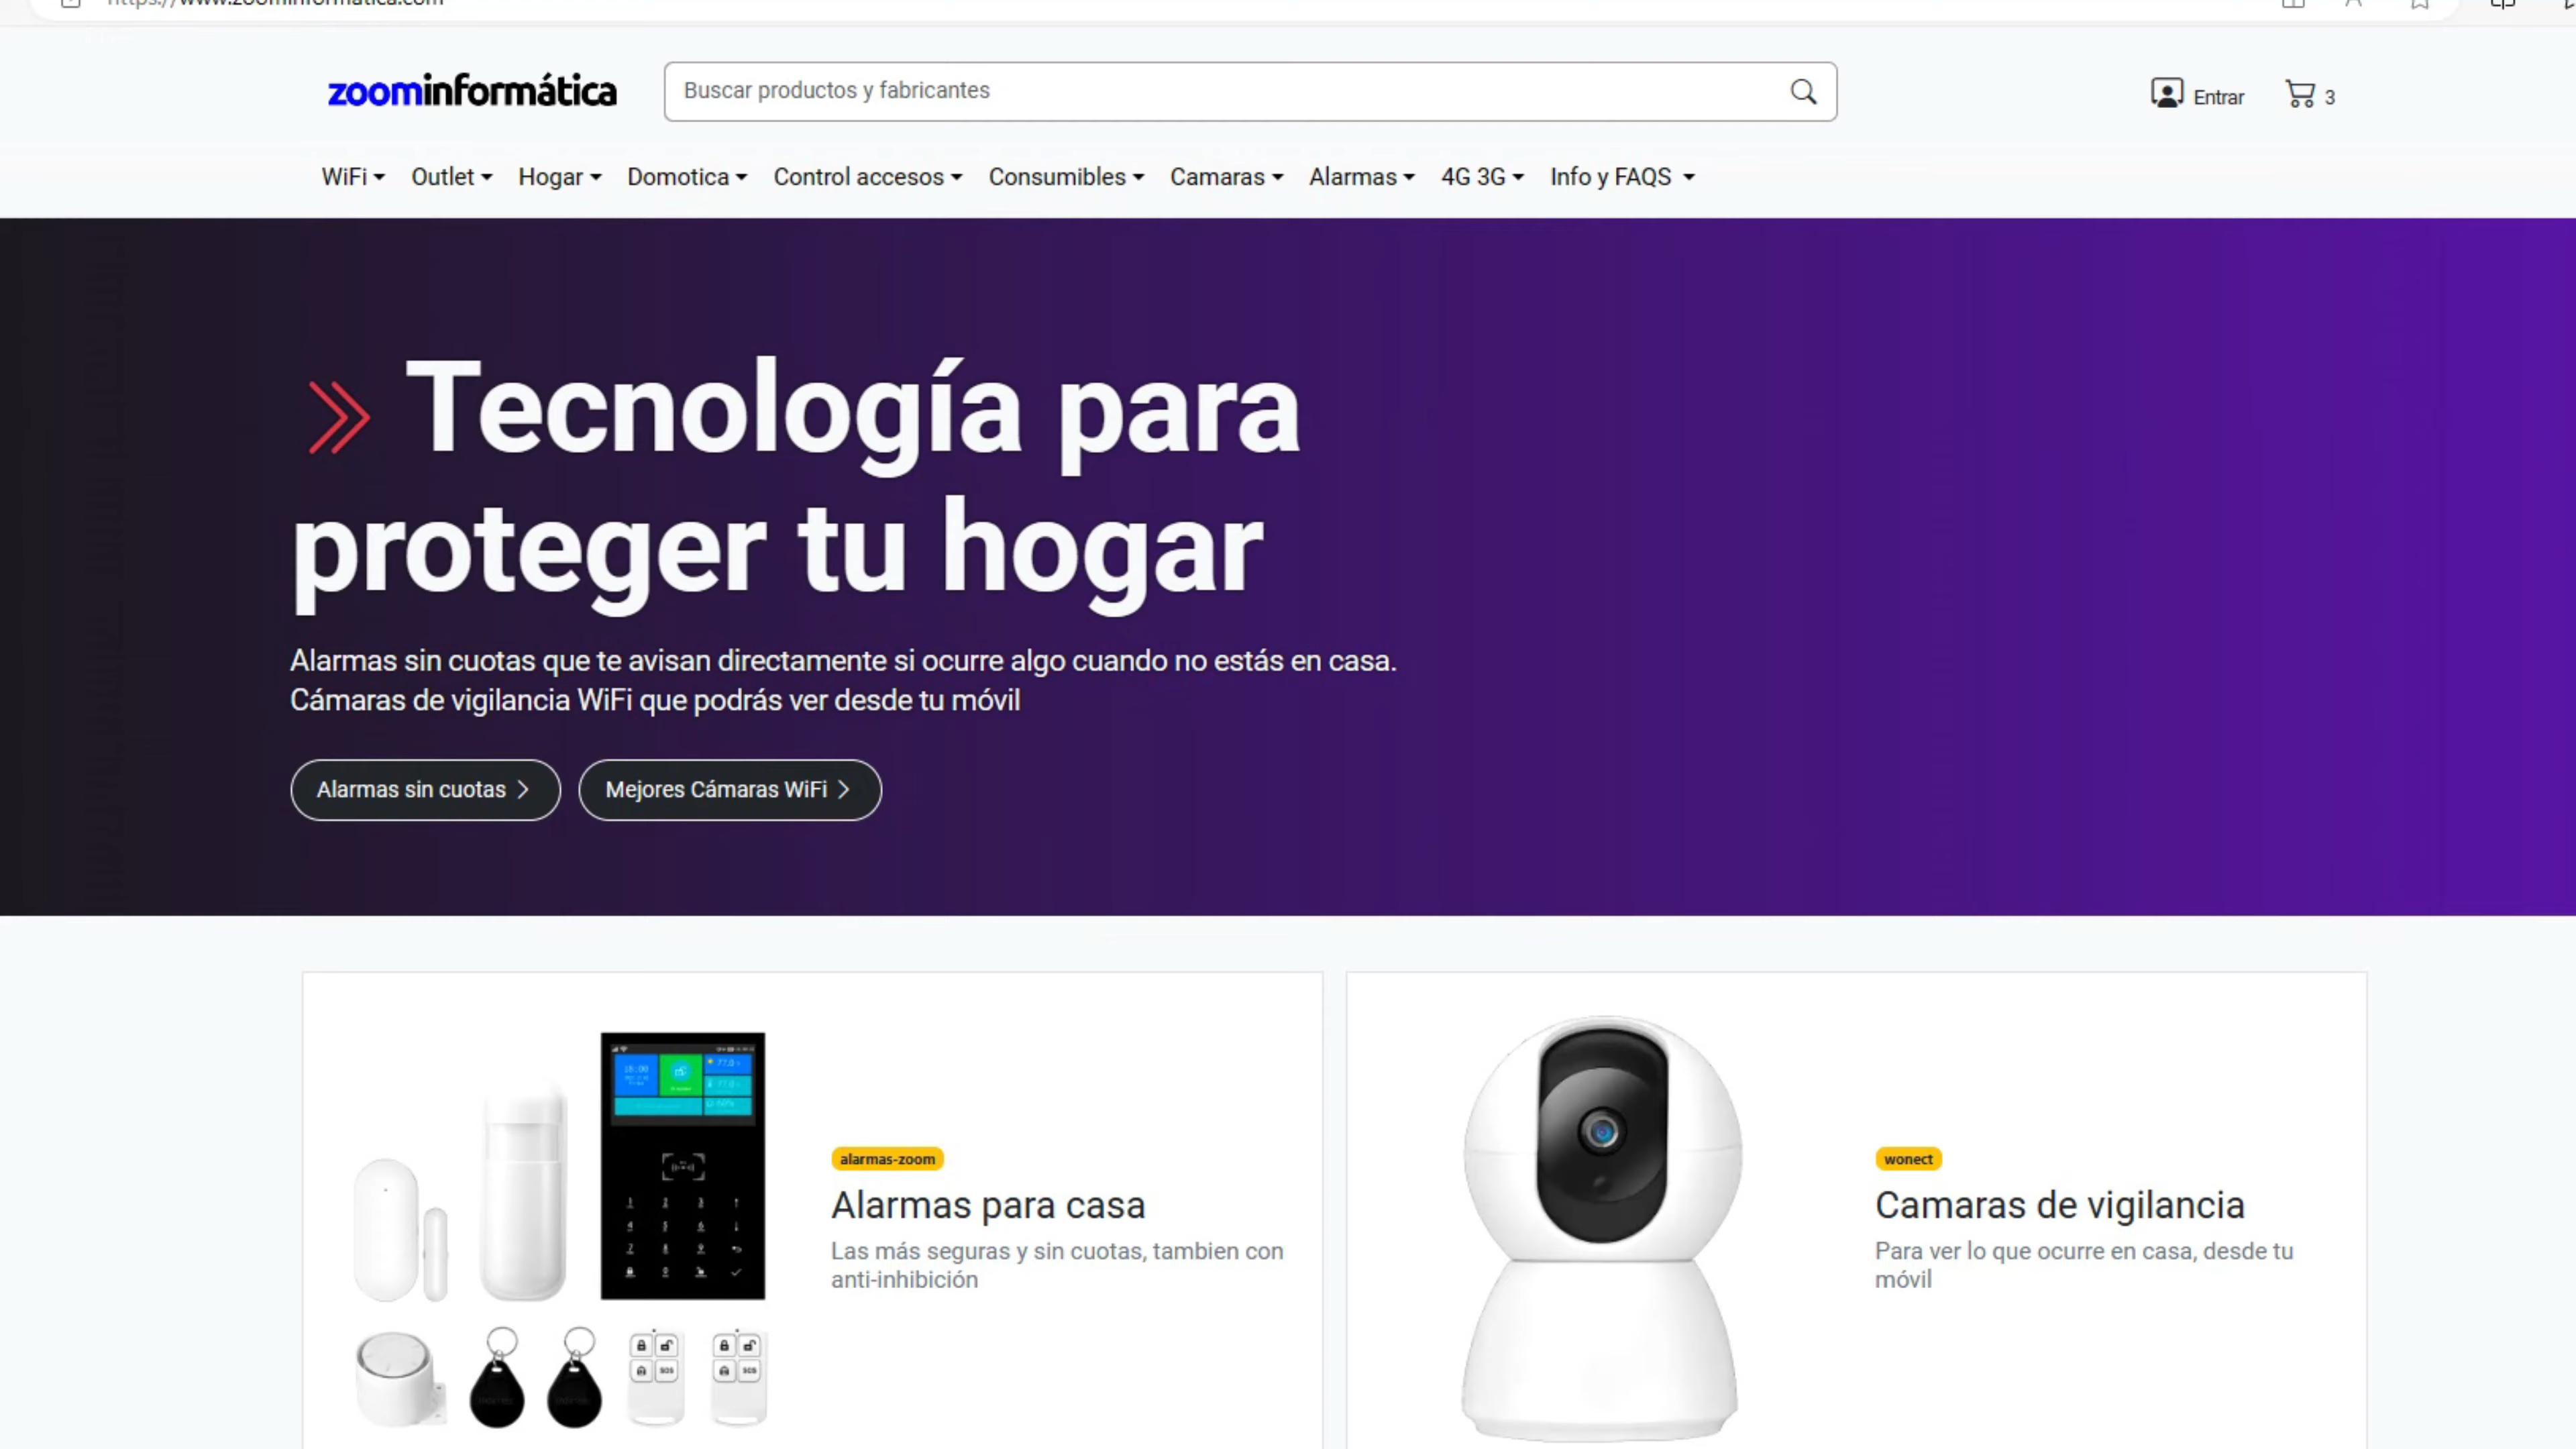 zoominformática
Buscar productos y fabricantes
Entrar
3
WiFi
Outlet
Hogar
Domotica
Control accesos
Consumibles
Camaras
Alarmas
4G 3G
Info y FAQS
Tecnología para
proteger tu hogar
Alarmas sin cuotas que te avisan directamente si ocurre algo cuando no estás en casa.
Cámaras de vigilancia WiFi que podrás ver desde tu móvil
Alarmas sin cuotas
Mejores Cámaras WiFi
alarmas-zoom
Alarmas para casa
Las más seguras y sin cuotas, tambien con
anti-inhibición
wonect
Camaras de vigilancia
Para ver lo que ocurre en casa, desde tu
móvil